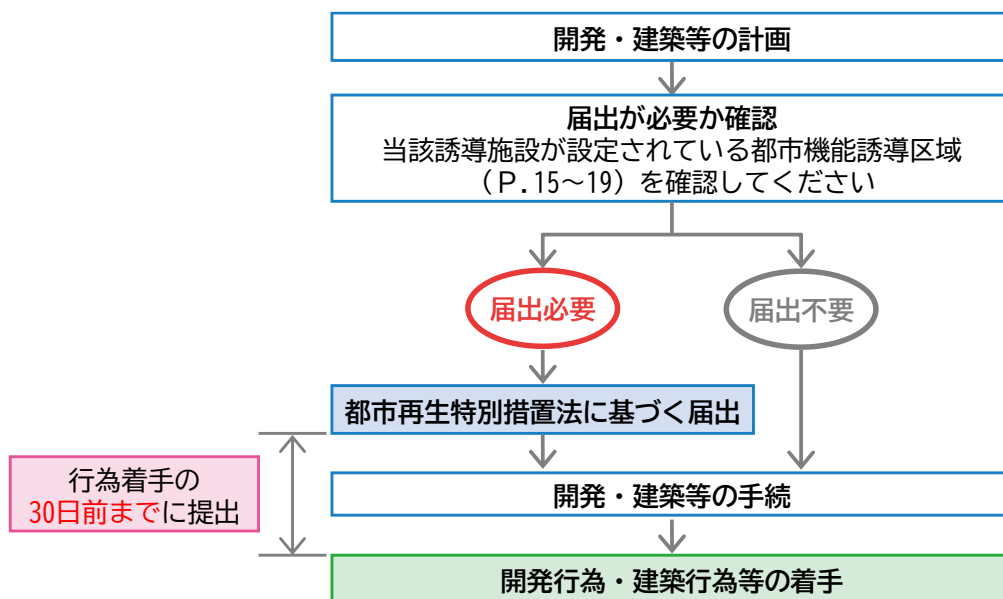 開発・建築等の計画
届出が必要か確認
当該誘導施設が設定されている都市機能誘導区域
（Ｐ.15～19）を確認してください
届出必要
届出不要
都市再生特別措置法に基づく届出
行為着手の
30日前までに提出
開発・建築等の手続
開発行為・建築行為等の着手